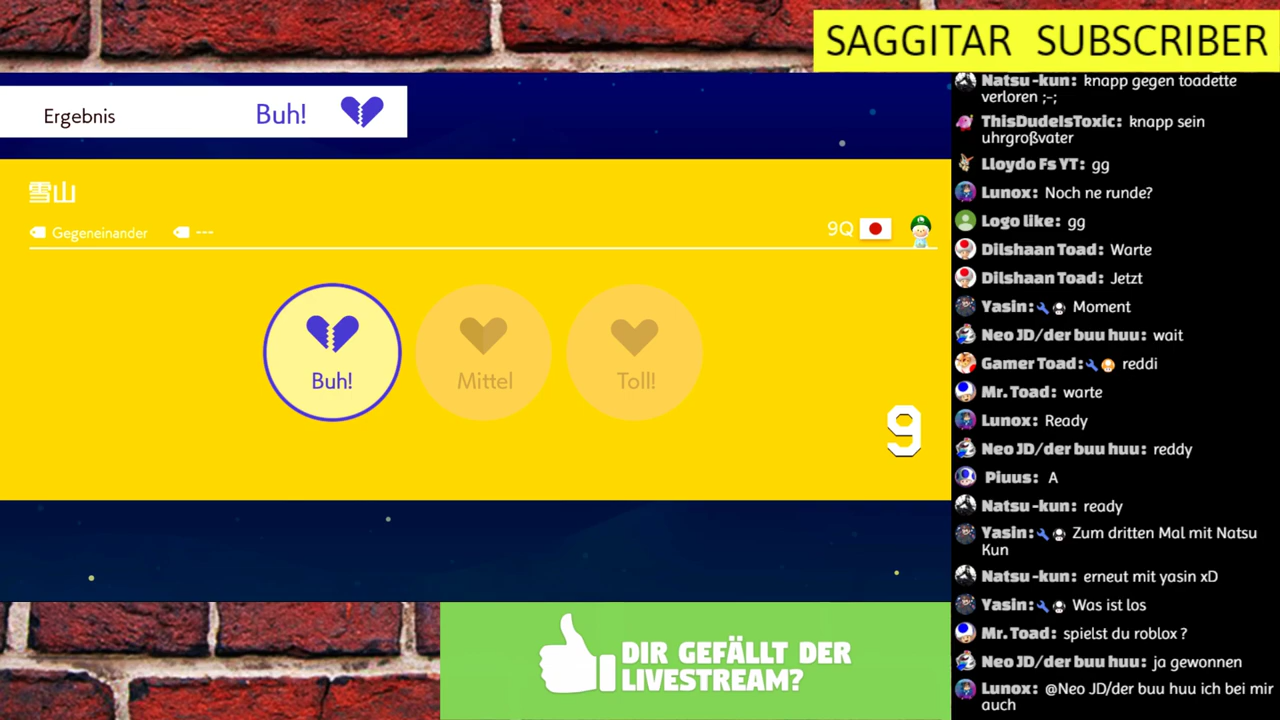 SAGGITAR SUBSCRIBER
Ergebnis
Buh!
雪山
Gegeneinander
---
9Q
Buh!
Mittel
Toll!
9
DIR GEFÄLLT DER
LIVESTREAM?
Natsu-kun: knapp gegen toadette
verloren ;-;
ThisDudeIsToxic: knapp sein
uhrgroßvater
Lloydo Fs YT: gg
Lunox: Noch ne runde?
Logo like: gg
Dilshaan Toad: Warte
Dilshaan Toad: Jetzt
Yasin: Moment
Neo JD/der buu huu: wait
Gamer Toad: reddi
Mr. Toad: warte
Lunox: Ready
Neo JD/der buu huu: reddy
Piuus: A
Natsu-kun: ready
Yasin: Zum dritten Mal mit Natsu
Kun
Natsu-kun: erneut mit yasin xD
Yasin: Was ist los
Mr. Toad: spielst du roblox ?
Neo JD/der buu huu: ja gewonnen
Lunox: @Neo JD/der buu huu ich bei mir
auch